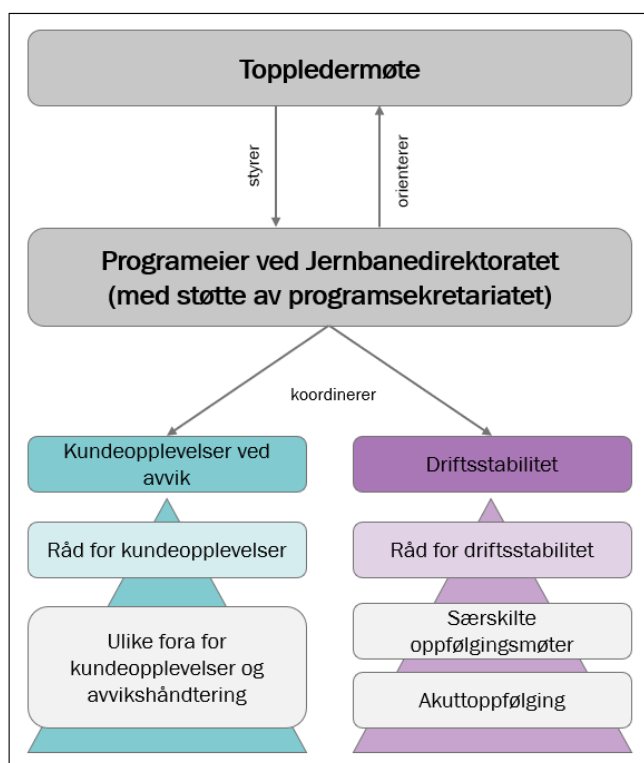 Toppledermøte
styrer
orienterer
Programeier ved Jernbanedirektoratet
(med støtte av programsekretariatet)
koordinerer
Kundeopplevelser ved
avvik
Råd for kundeopplevelser
Ulike fora for
kundeopplevelser og
avvikshåndtering
Driftsstabilitet
Råd for driftsstabilitet
Særskilte
oppfølgingsmøter
Akuttoppfølging